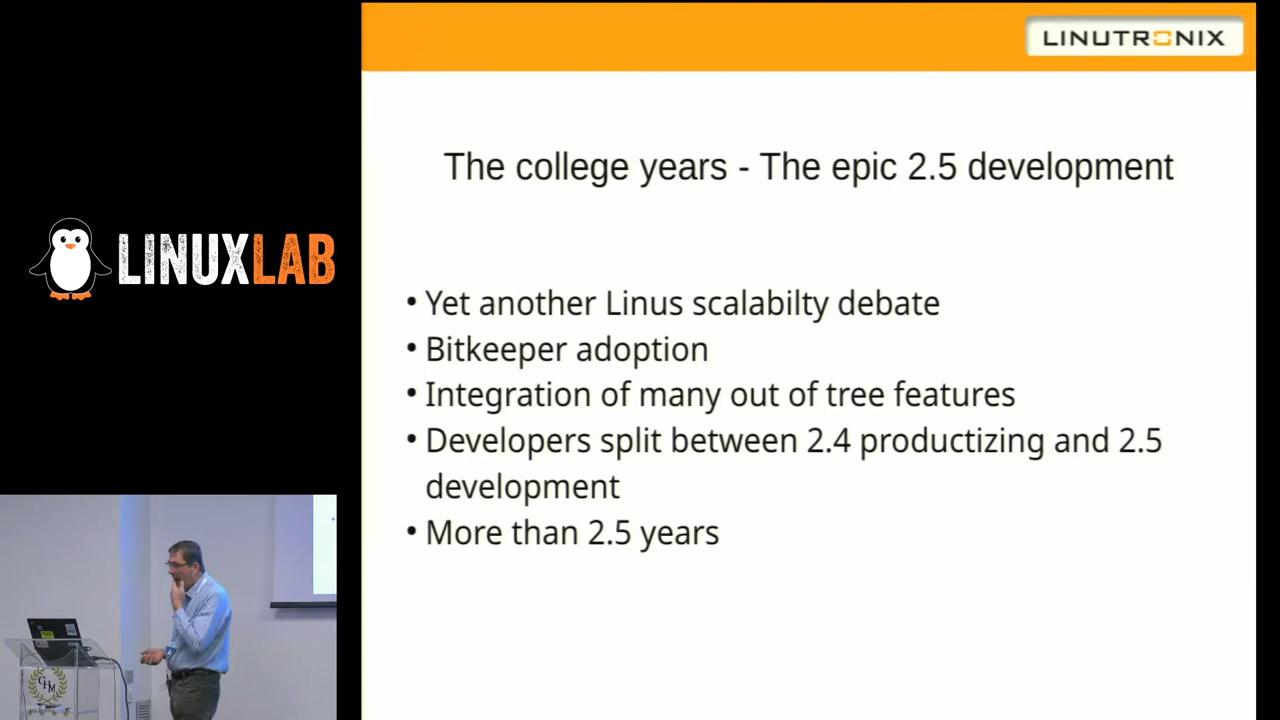 LINUTRONIX
The college years - The epic 2.5 development
LINUXLAB
• Yet another Linus scalabilty debate
• Bitkeeper adoption
• Integration of many out of tree features
• Developers split between 2.4 productizing and 2.5
development
• More than 2.5 years
GHM